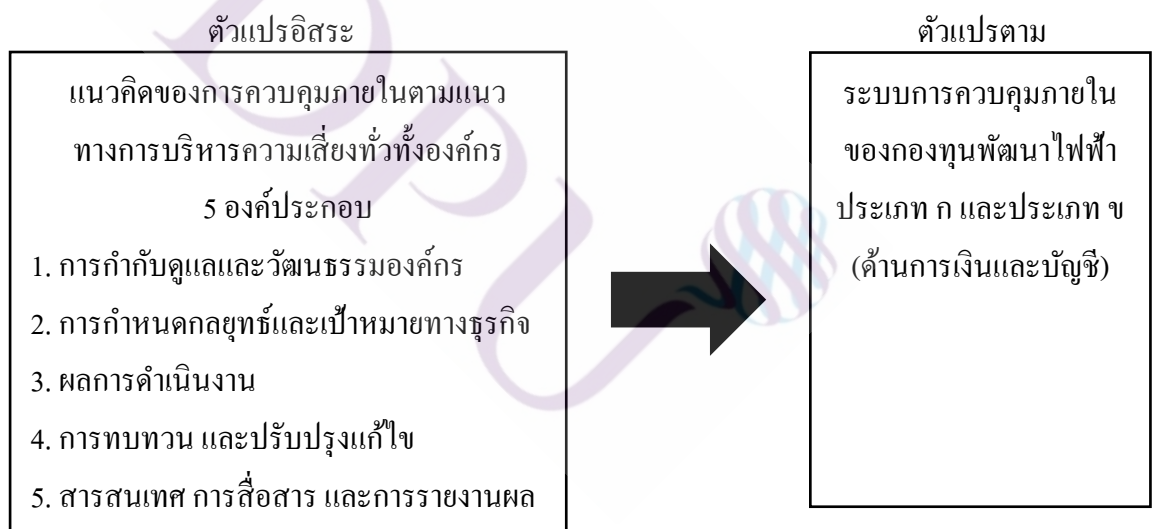 ตัวแปรอิสระ
แนวคิดของการควบคุมภายในตามแนว
ทางการบริหารความเสี่ยงทั่วทั้งองค์กร
5 องค์ประกอบ
1. การกำกับดูแลและวัฒนธรรมองค์กร
2. การกำหนดกลยุทธ์และเป้าหมายทางธุรกิจ
3. ผลการดำเนินงาน
4. การทบทวน และปรับปรุงแก้ไข
5. สารสนเทศ การสื่อสาร และการรายงานผล
ตัวแปรตาม
ระบบการควบคุมภายใน
ของกองทุนพัฒนาไฟฟ้า
ประเภท ก และประเภท ข
(ด้านการเงินและบัญชี)
DPU